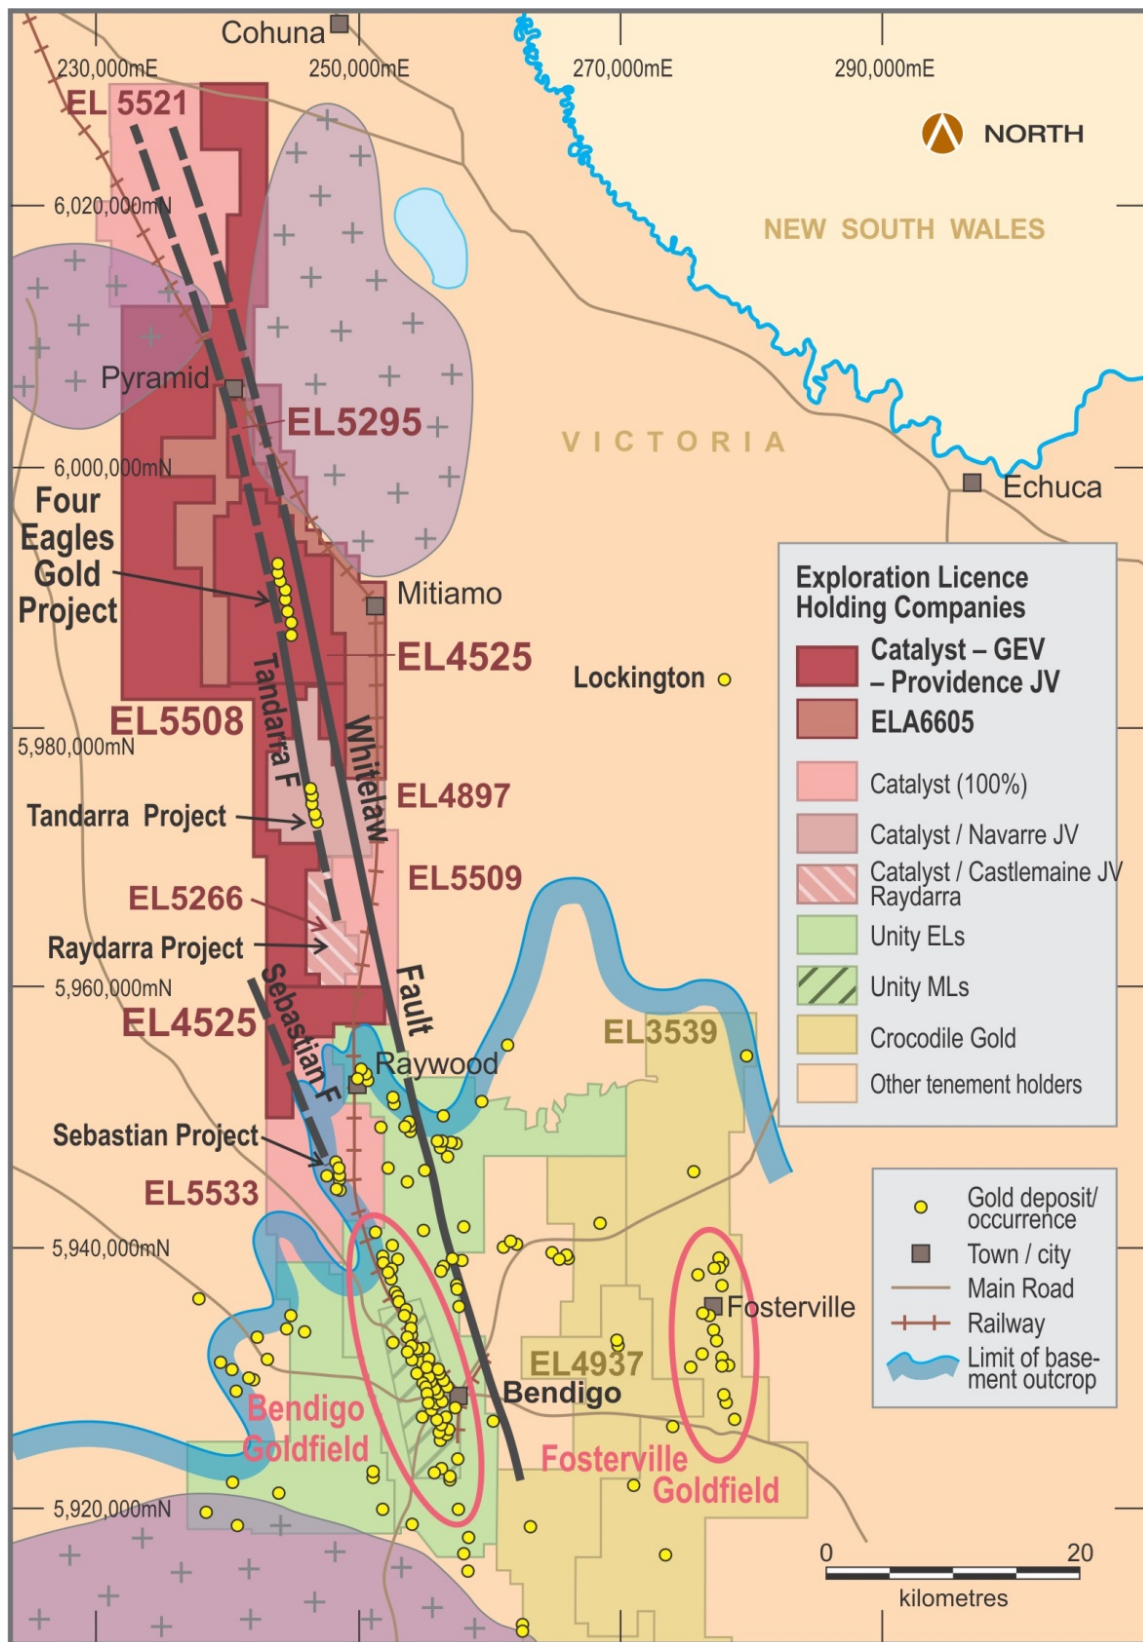 Cohuna
230,000mE
250,000mE
270,000mE
290,000mE
EL 5521
NORTH
6,020,000mN
NEW SOUTH WALES
Pyramid
EL5295
VICTORIA
6,000,000mN
Echuca
Four
Eagles
Gold
Project
Mitiamo
EL4525
Lockington
Tandarra F
EL5508
Whitelaw
5,980,000mN
EL4897
Tandarra Project
EL5509
EL5266
Raydarra Project
Fault
5,960,000mN
Sebastian F
EL4525
EL3539
Raywood
Sebastian Project
EL5533
5,940,000mN
Fosterville
EL4937
Bendigo
Bendigo
Goldfield
Fosterville
Goldfield
5,920,000mN
Exploration Licence
Holding Companies
Catalyst – GEV
– Providence JV
ELA6605
Catalyst (100%)
Catalyst / Navarre JV
Catalyst / Castlemaine JV
Raydarra
Unity ELs
Unity MLs
Crocodile Gold
Other tenement holders
Gold deposit/
occurrence
Town / city
Main Road
Railway
Limit of base-
ment outcrop
0
20
kilometres